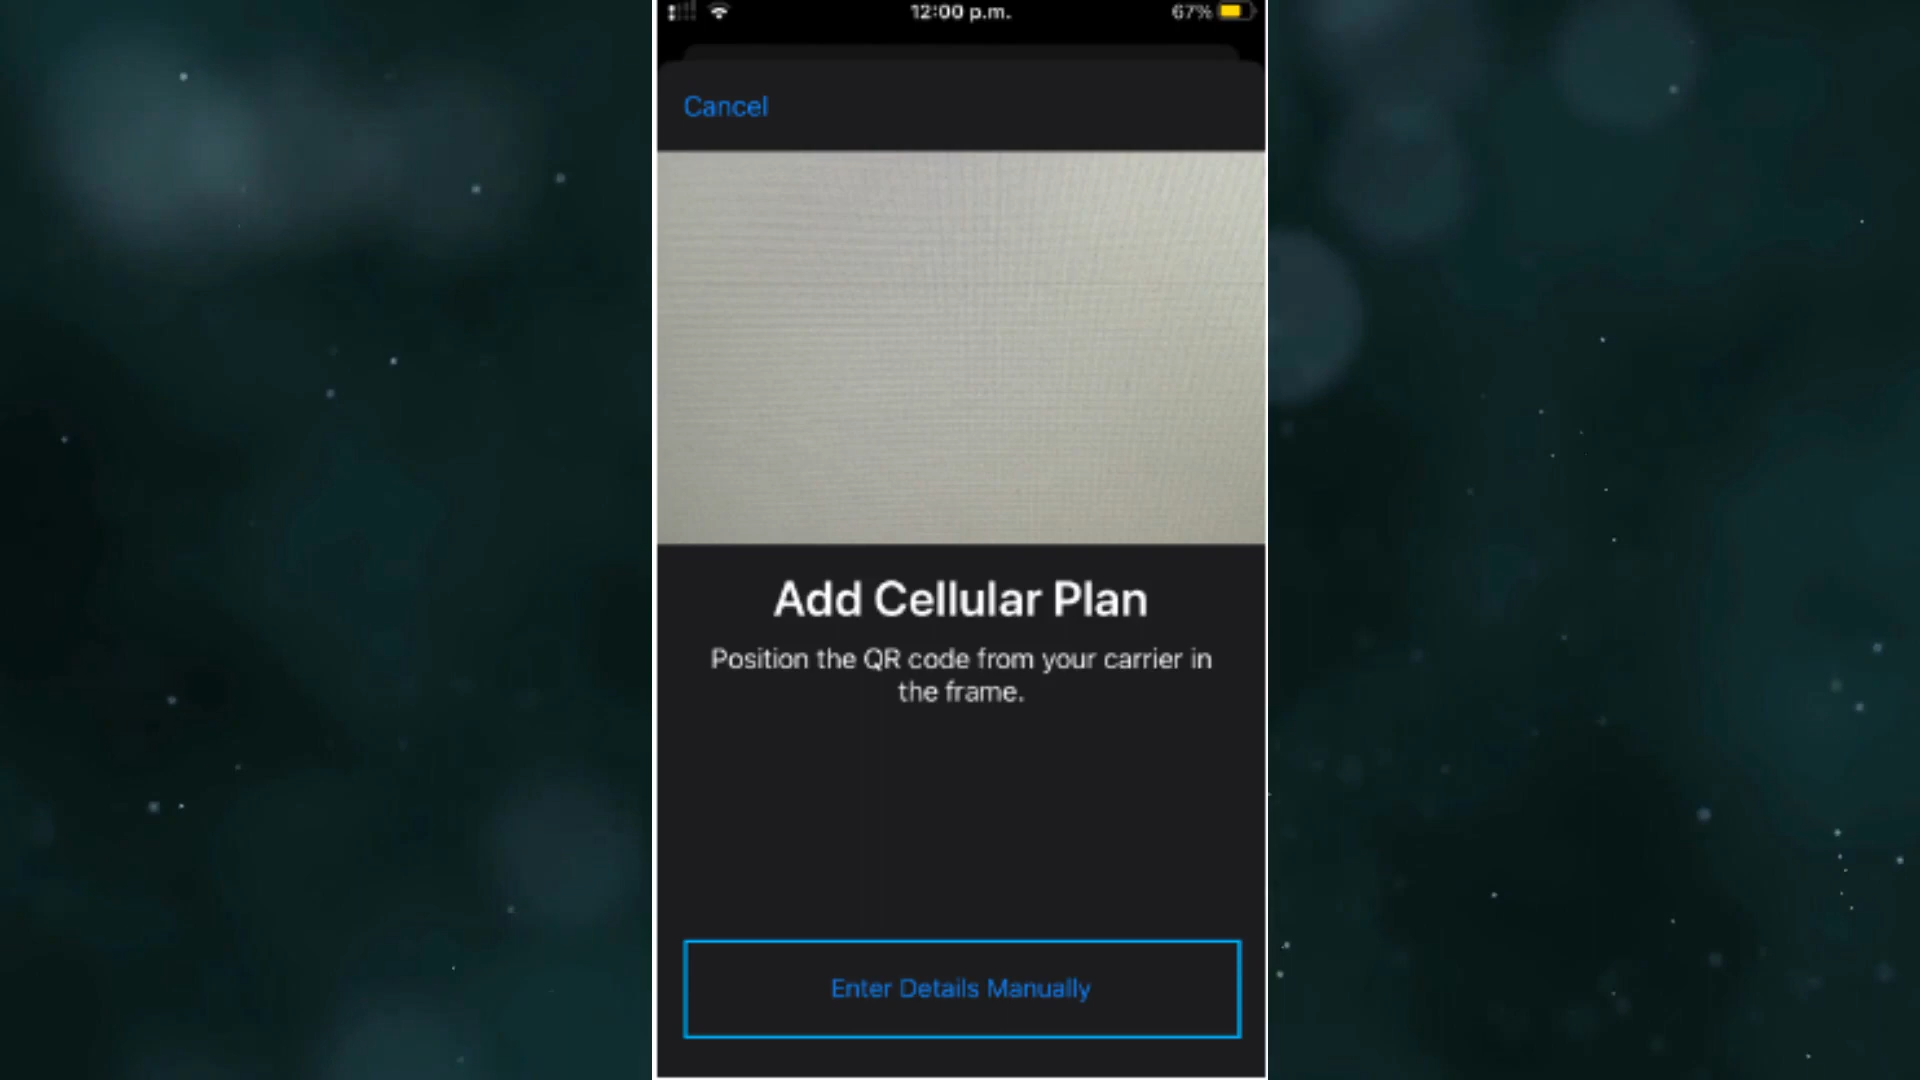 12:00 p.m.
67%
Cancel
Add Cellular Plan
Position the QR code from your carrier in
the frame.
Enter Details Manually